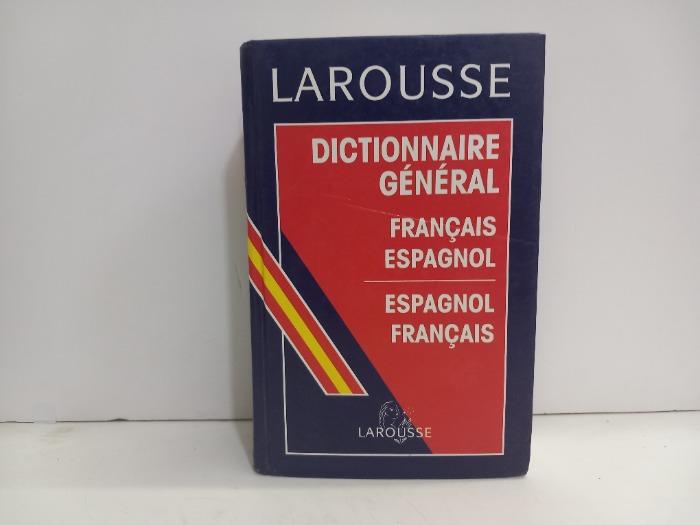 LAROUSSE
DICTIONNAIRE
GÉNÉRAL
FRANÇAIS
ESPAGNOL
ESPAGNOL
FRANÇAIS
LAROUSSE